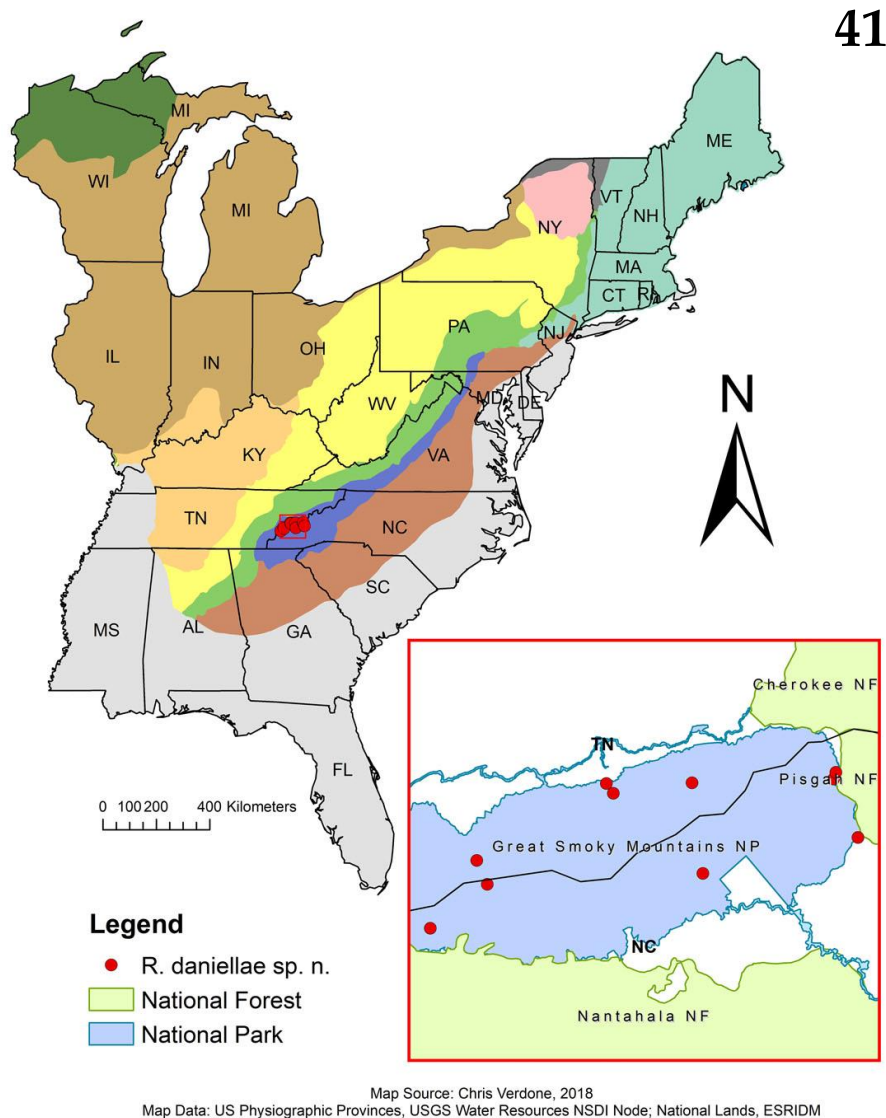 41
ME
MI
WI
VT
MI
NH
NY
MA
CT
RI
PA
NJ
OH
IL
IN
MD
DE
WV
VA
KY
N
TN
NC
SC
MS
AL
GA
FL
0 100 200 400 Kilometers
Cherokee NF
TN
Pisgah NF
Great Smoky Mountains NP
NC
Nantahala NF
Legend
R. daniellae sp. n.
National Forest
National Park
Map Source: Chris Verdone, 2018
Map Data: US Physiographic Provinces, USGS Water Resources NSDI Node; National Lands, ESRIDM